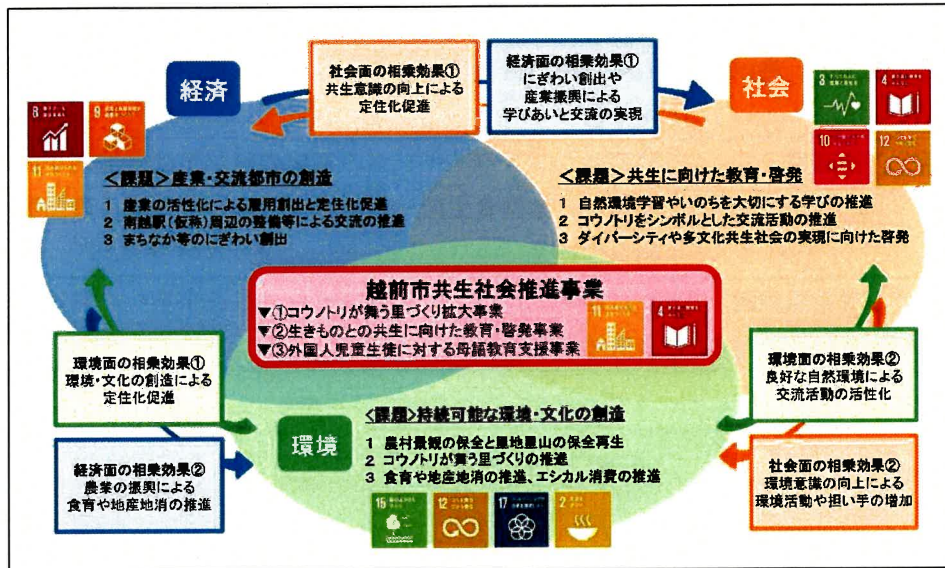 経済
社会面の相乗効果①
共生意識の向上による
定住化促進
経済面の相乗効果①
にぎわい創出や
産業振興による
学びあいと交流の実現
社会
8
9
11
3
4
10
12
<課題>産業・交流都市の創造
1 産業の活性化による雇用創出と定住化促進
2 南越駅(仮称)周辺の整備等による交流の推進
3 まちなか等のにぎわい創出
<課題>共生に向けた教育・啓発
1 自然環境学習やいのちを大切にする学びの推進
2 コウノトリをシンボルとした交流活動の推進
3 ダイバーシティや多文化共生社会の実現に向けた啓発
越前市共生社会推進事業
▼①コウノトリが舞う里づくり拡大事業
▼②生きものとの共生に向けた教育・啓発事業
▼③外国人児童生徒に対する母語教育支援事業
11
4
環境面の相乗効果①
環境・文化の創造による
定住化促進
経済面の相乗効果②
農業の振興による
食育や地産地消の推進
環境
<課題>持続可能な環境・文化の創造
1 農村景観の保全と里地里山の保全再生
2 コウノトリが舞う里づくりの推進
3 食育や地産地消の推進、エシカル消費の推進
15
12
17
2
環境面の相乗効果②
良好な自然環境による
交流活動の活性化
社会面の相乗効果②
環境意識の向上による
環境活動や担い手の増加